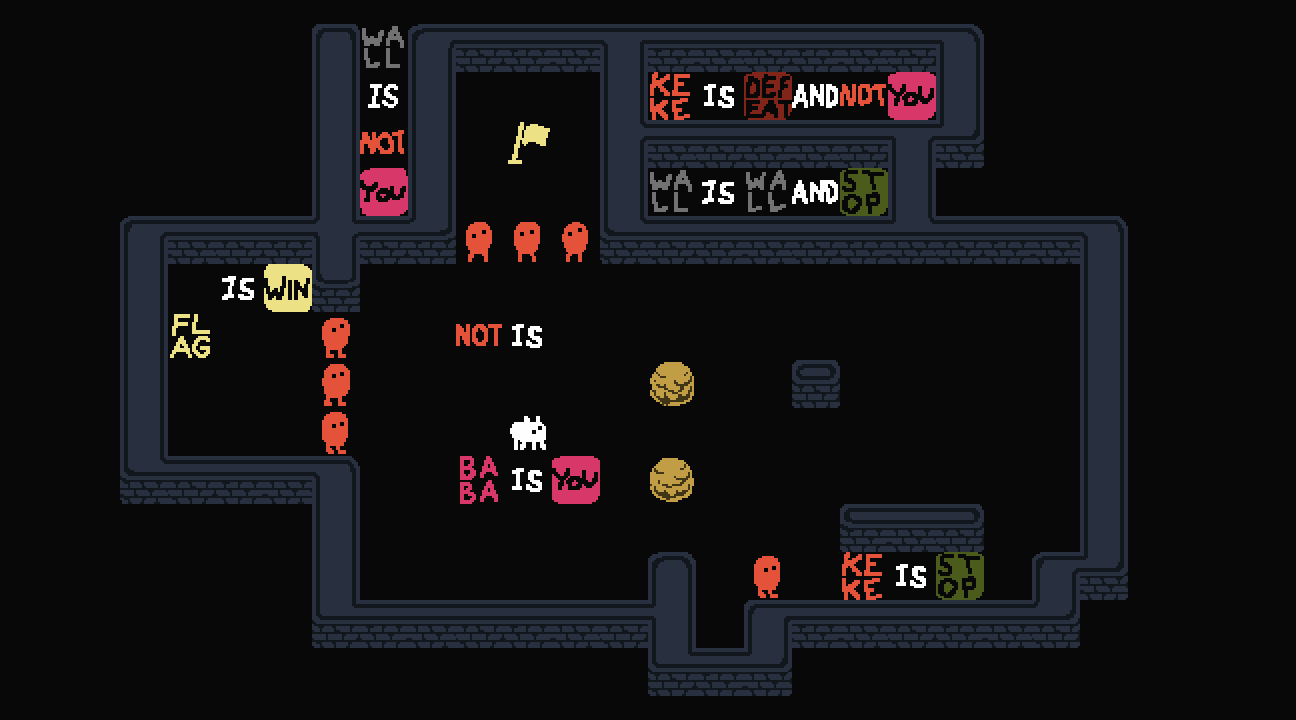 WALL
IS
NOT
YOU
KEKE IS DEFEAT AND NOT YOU
WALL IS WALL AND STOP
IS WIN
FLAG
NOT IS
BABA IS YOU
KEKE IS STOP